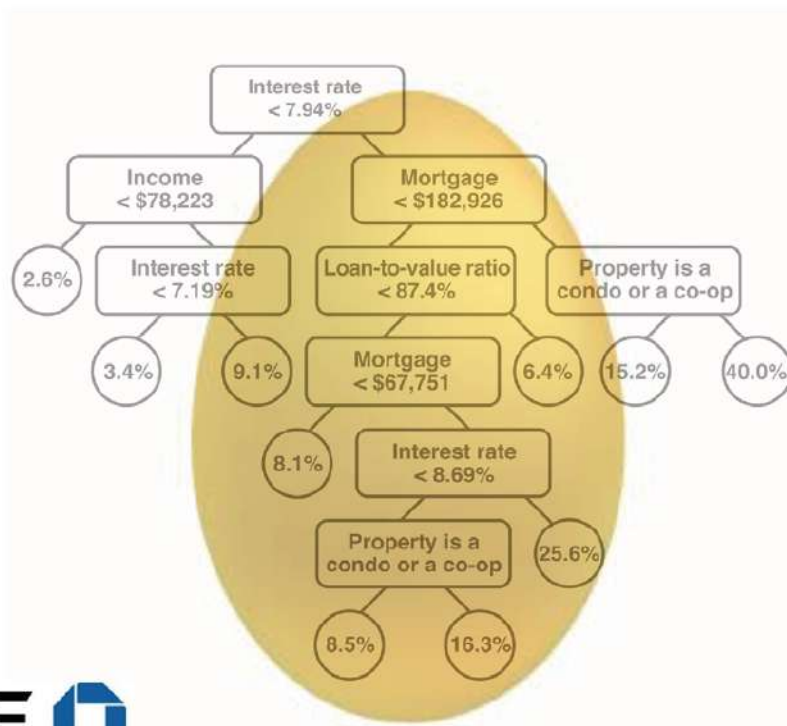 Interest rate
< 7.94%
Income
< $78,223
Mortgage
< $182,926
2.6%
Interest rate
< 7.19%
Loan-to-value ratio
< 87.4%
Property is a
condo or a co-op
3.4%
9.1%
Mortgage
< $67,751
6.4%
15.2%
40.0%
8.1%
Interest rate
< 8.69%
Property is a
condo or a co-op
25.6%
8.5%
16.3%